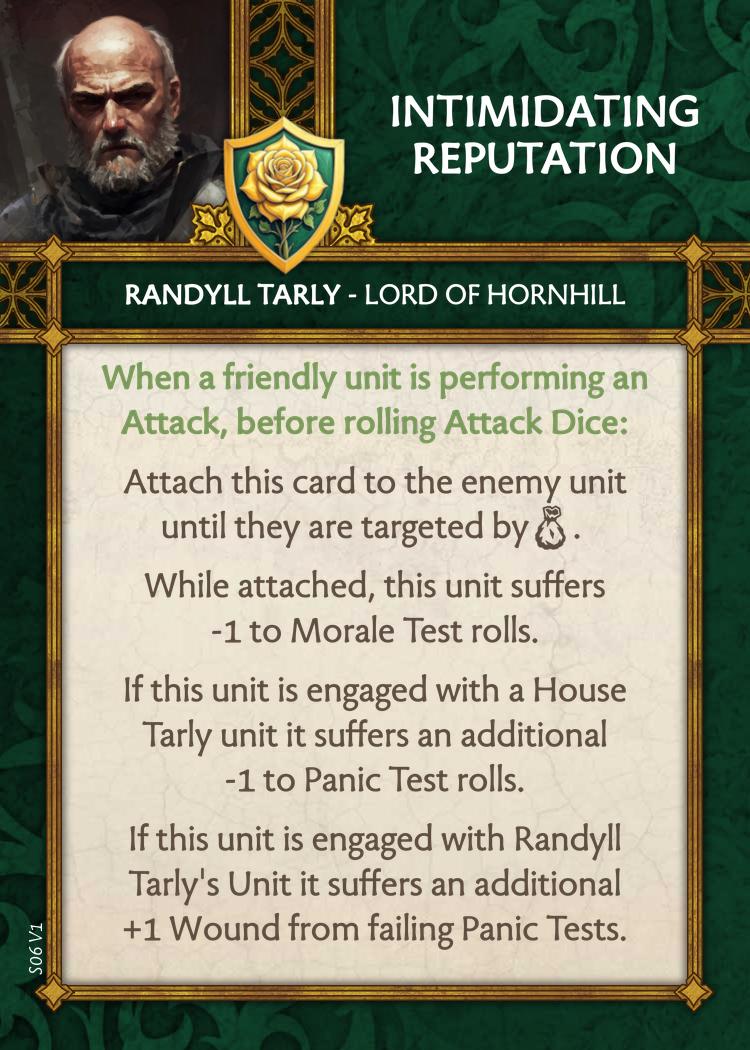 INTIMIDATING
REPUTATION
RANDYLL TARLY - LORD OF HORNHILL
When a friendly unit is performing an
Attack, before rolling Attack Dice:
Attach this card to the enemy unit
until they are targeted by .
While attached, this unit suffers
-1 to Morale Test rolls.
If this unit is engaged with a House
Tarly unit it suffers an additional
-1 to Panic Test rolls.
If this unit is engaged with Randyll
Tarly's Unit it suffers an additional
+1 Wound from failing Panic Tests.
S06 V1